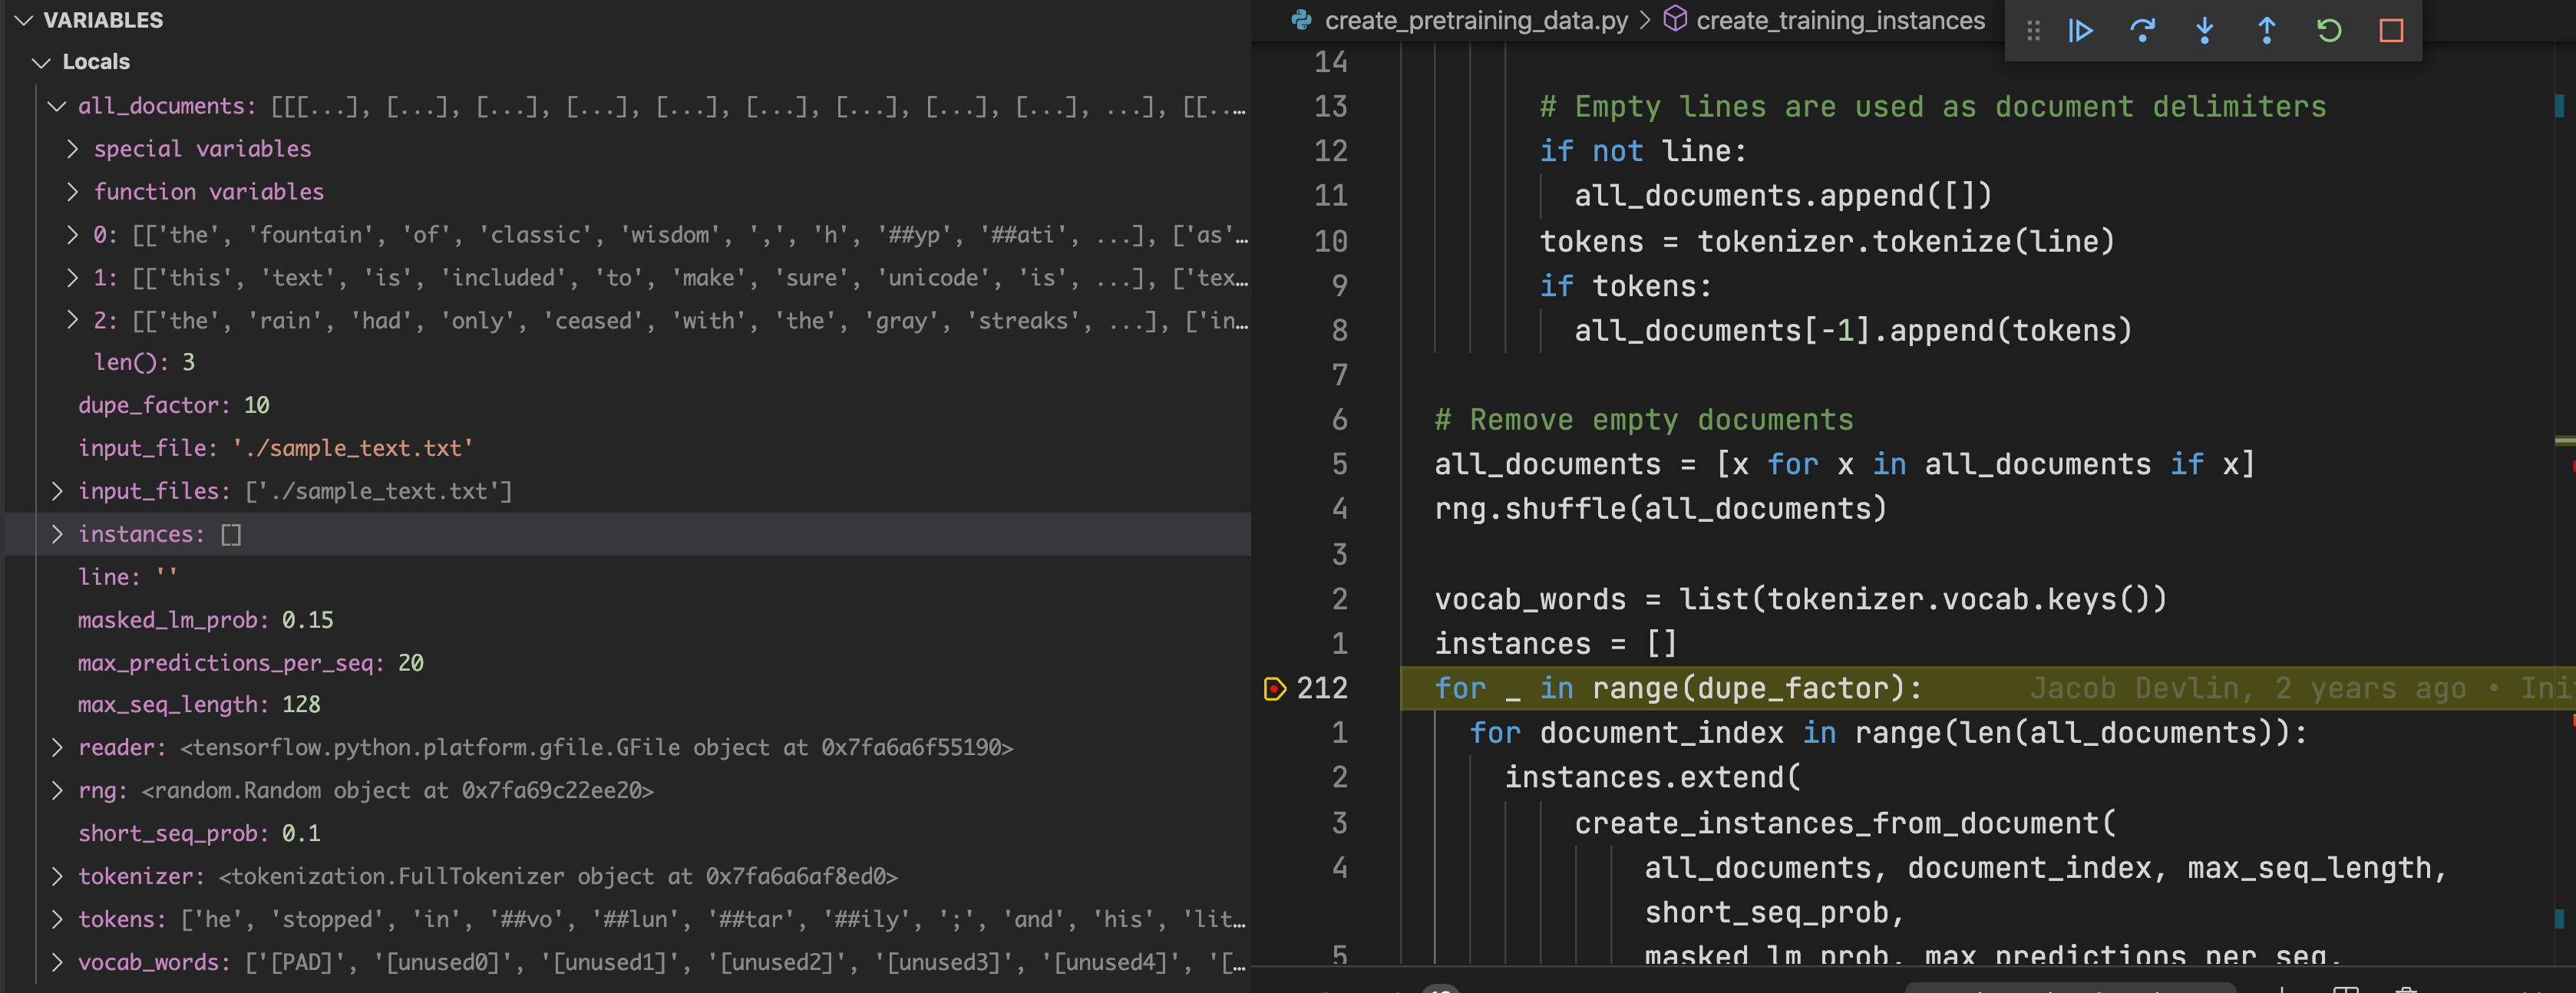 VARIABLES
Locals
all_documents: [[[...], [...], [...], [...], [...], [...], [...], [...], [...], ...], [[..…
special variables
function variables
0: [['the', 'fountain', 'of', 'classic', 'wisdom', ',', 'h', '##yp', '##ati', ...], ['as'…
1: [['this', 'text', 'is', 'included', 'to', 'make', 'sure', 'unicode', 'is', ...], ['tex…
2: [['the', 'rain', 'had', 'only', 'ceased', 'with', 'the', 'gray', 'streaks', ...], ['in…
len(): 3
dupe_factor: 10
input_file: './sample_text.txt'
input_files: ['./sample_text.txt']
instances: []
line: ''
masked_lm_prob: 0.15
max_predictions_per_seq: 20
max_seq_length: 128
reader: <tensorflow.python.platform.gfile.GFile object at 0x7fa6a6f55190>
rng: <random.Random object at 0x7fa69c22ee20>
short_seq_prob: 0.1
tokenizer: <tokenization.FullTokenizer object at 0x7fa6a6af8ed0>
tokens: ['he', 'stopped', 'in', '##vo', '##lun', '##tar', '##ily', ';', 'and', 'his', 'lit…
vocab_words: ['[PAD]', '[unused0]', '[unused1]', '[unused2]', '[unused3]', '[unused4]', '[…
create_pretraining_data.py > create_training_instances
14
13 # Empty lines are used as document delimiters
12 if not line:
11 all_documents.append([])
10 tokens = tokenizer.tokenize(line)
9 if tokens:
8 all_documents[-1].append(tokens)
7
6 # Remove empty documents
5 all_documents = [x for x in all_documents if x]
4 rng.shuffle(all_documents)
3
2 vocab_words = list(tokenizer.vocab.keys())
1 instances = []
212 for _ in range(dupe_factor): Jacob Devlin, 2 years ago • Ini
1 for document_index in range(len(all_documents)):
2 instances.extend(
3 create_instances_from_document(
4 all_documents, document_index, max_seq_length,
short_seq_prob,
5 masked_lm_prob, max_predictions_per_seq,